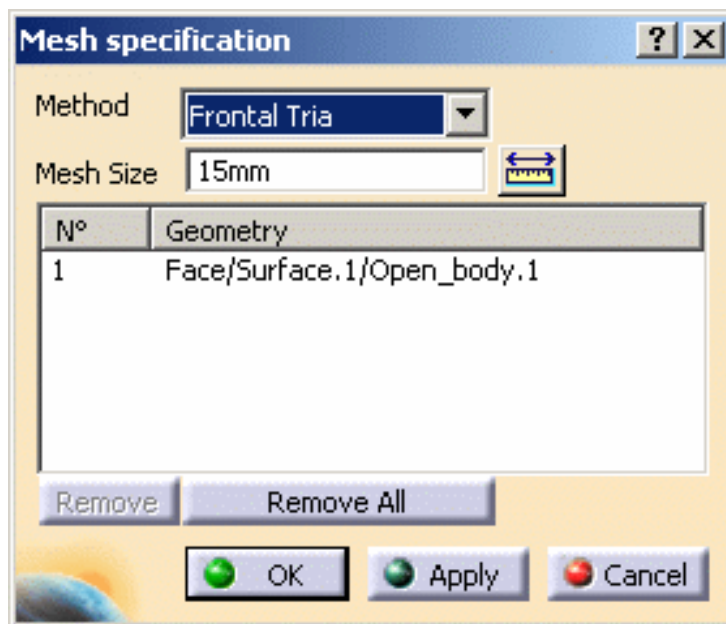 Mesh specification
Method Frontal Tria
Mesh Size 15mm
N° Geometry
1 Face/Surface.1/Open_body.1
Remove Remove All
OK Apply Cancel